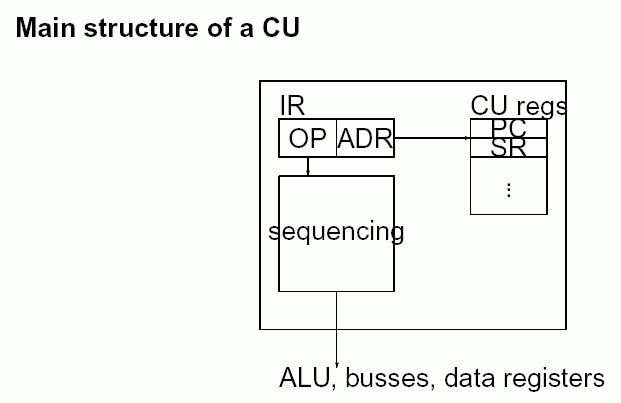 Main structure of a CU
IR
CU regs
OP
ADR
PC
SR
⋮
sequencing
ALU, busses, data registers